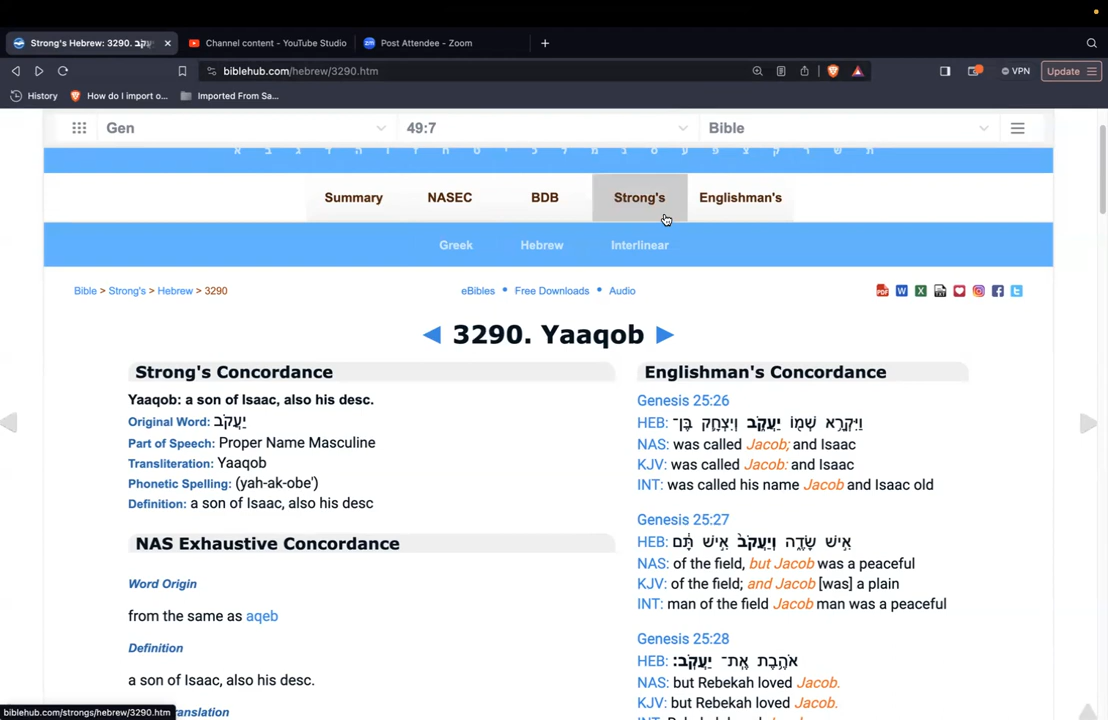 Strong's Hebrew: 3290. יַעֲקֹב
Channel content - YouTube Studio
Post Attendee - Zoom
biblehub.com/hebrew/3290.htm
VPN
Update
History
How do I import o...
Imported From Sa...
Gen
49:7
Bible
א ב ג ד ה ו ז ח ט י כ ל מ נ ס ע פ צ ק ר ש ת
Summary
NASEC
BDB
Strong's
Englishman's
Greek
Hebrew
Interlinear
Bible > Strong's > Hebrew > 3290
eBibles • Free Downloads • Audio
◄ 3290. Yaaqob ►
Strong's Concordance
Yaaqob: a son of Isaac, also his desc.
Original Word: יַעֲקֹב
Part of Speech: Proper Name Masculine
Transliteration: Yaaqob
Phonetic Spelling: (yah-ak-obe')
Definition: a son of Isaac, also his desc
NAS Exhaustive Concordance
Word Origin
from the same as aqeb
Definition
a son of Isaac, also his desc.
anslation
Englishman's Concordance
Genesis 25:26
HEB: וַיִּקְרָ֥א שְׁמ֖וֹ יַעֲקֹ֑ב וְיִצְחָ֛ק בֶּן־
NAS: was called Jacob; and Isaac
KJV: was called Jacob: and Isaac
INT: was called his name Jacob and Isaac old
Genesis 25:27
HEB: אִ֣ישׁ שָׂדֶ֑ה וְיַעֲקֹב֙ אִ֣ישׁ תָּ֔ם
NAS: of the field, but Jacob was a peaceful
KJV: of the field; and Jacob [was] a plain
INT: man of the field Jacob man was a peaceful
Genesis 25:28
HEB: אֹהֶ֥בֶת אֶֽת־ יַעֲקֹֽב׃
NAS: but Rebekah loved Jacob.
KJV: but Rebekah loved Jacob.
biblehub.com/strongs/hebrew/3290.htm